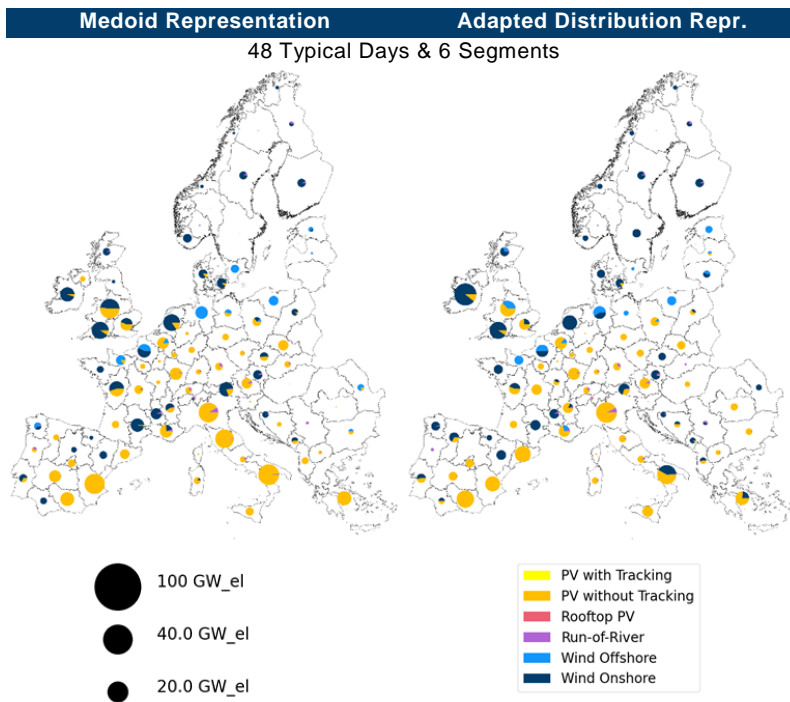 Medoid Representation
Adapted Distribution Repr.
48 Typical Days & 6 Segments
100 GW_el
40.0 GW_el
20.0 GW_el
PV with Tracking
PV without Tracking
Rooftop PV
Run-of-River
Wind Offshore
Wind Onshore